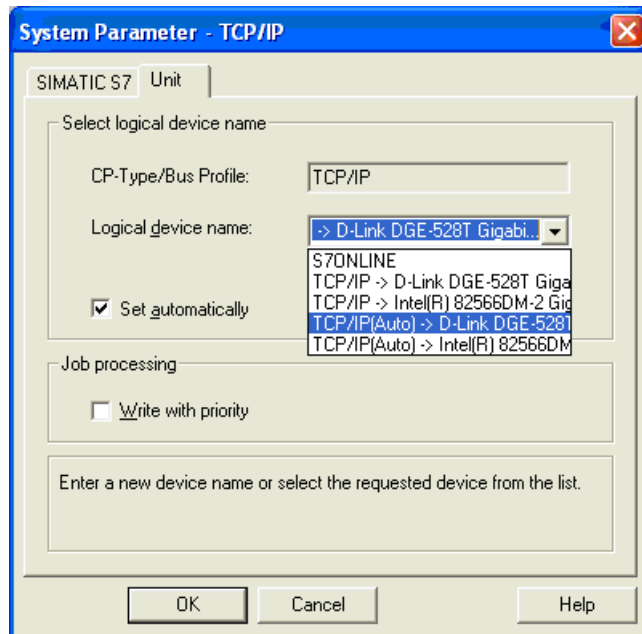 System Parameter - TCP/IP
SIMATIC S7 Unit
Select logical device name
CP-Type/Bus Profile: TCP/IP
Logical device name: -> D-Link DGE-528T Gigabi...
S7ONLINE
TCP/IP -> D-Link DGE-528T Giga
TCP/IP -> Intel(R) 82566DM-2 Gig
Set automatically
TCP/IP(Auto) -> D-Link DGE-528T
TCP/IP(Auto) -> Intel(R) 82566DM
Job processing
Write with priority
Enter a new device name or select the requested device from the list.
OK Cancel Help